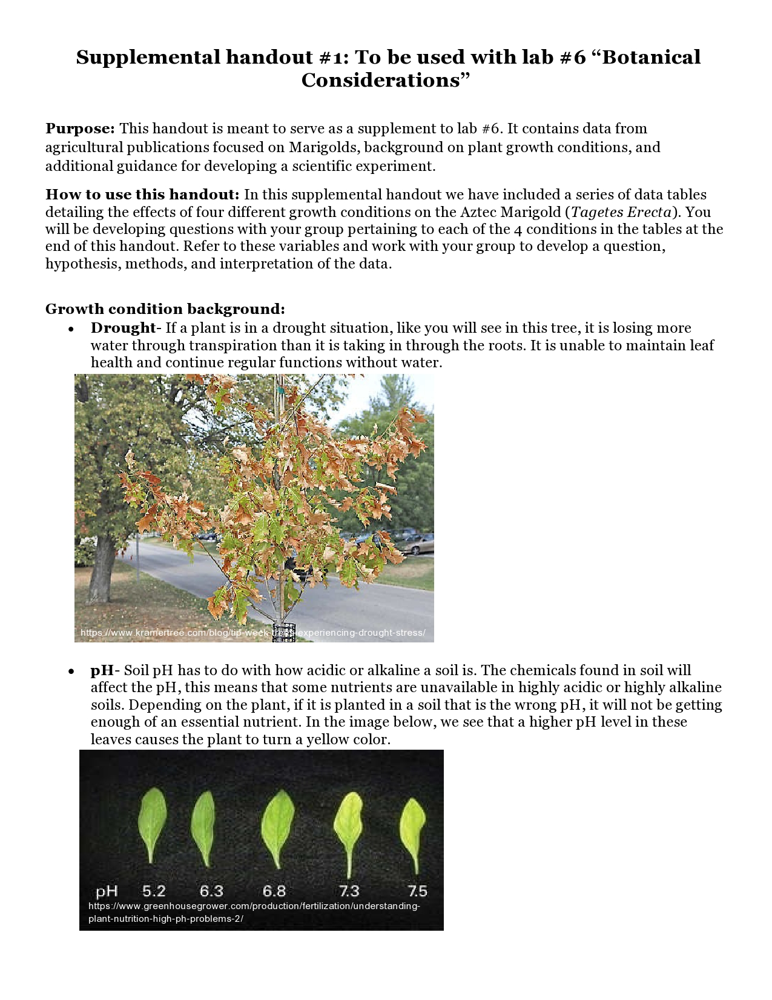 Supplemental handout #1: To be used with lab #6 “Botanical
Considerations”
Purpose: This handout is meant to serve as a supplement to lab #6. It contains data from
agricultural publications focused on Marigolds, background on plant growth conditions, and
additional guidance for developing a scientific experiment.
How to use this handout: In this supplemental handout we have included a series of data tables
detailing the effects of four different growth conditions on the Aztec Marigold (Tagetes Erecta). You
will be developing questions with your group pertaining to each of the 4 conditions in the tables at the
end of this handout. Refer to these variables and work with your group to develop a question,
hypothesis, methods, and interpretation of the data.
Growth condition background:
• Drought- If a plant is in a drought situation, like you will see in this tree, it is losing more
water through transpiration than it is taking in through the roots. It is unable to maintain leaf
health and continue regular functions without water.
https://www.kramertree.com/blog/tip-week-trees-experiencing-drought-stress/
• pH- Soil pH has to do with how acidic or alkaline a soil is. The chemicals found in soil will
affect the pH, this means that some nutrients are unavailable in highly acidic or highly alkaline
soils. Depending on the plant, if it is planted in a soil that is the wrong pH, it will not be getting
enough of an essential nutrient. In the image below, we see that a higher pH level in these
leaves causes the plant to turn a yellow color.
pH 5.2 6.3 6.8 7.3 7.5
https://www.greenhousegrower.com/production/fertilization/understanding-
plant-nutrition-high-ph-problems-2/